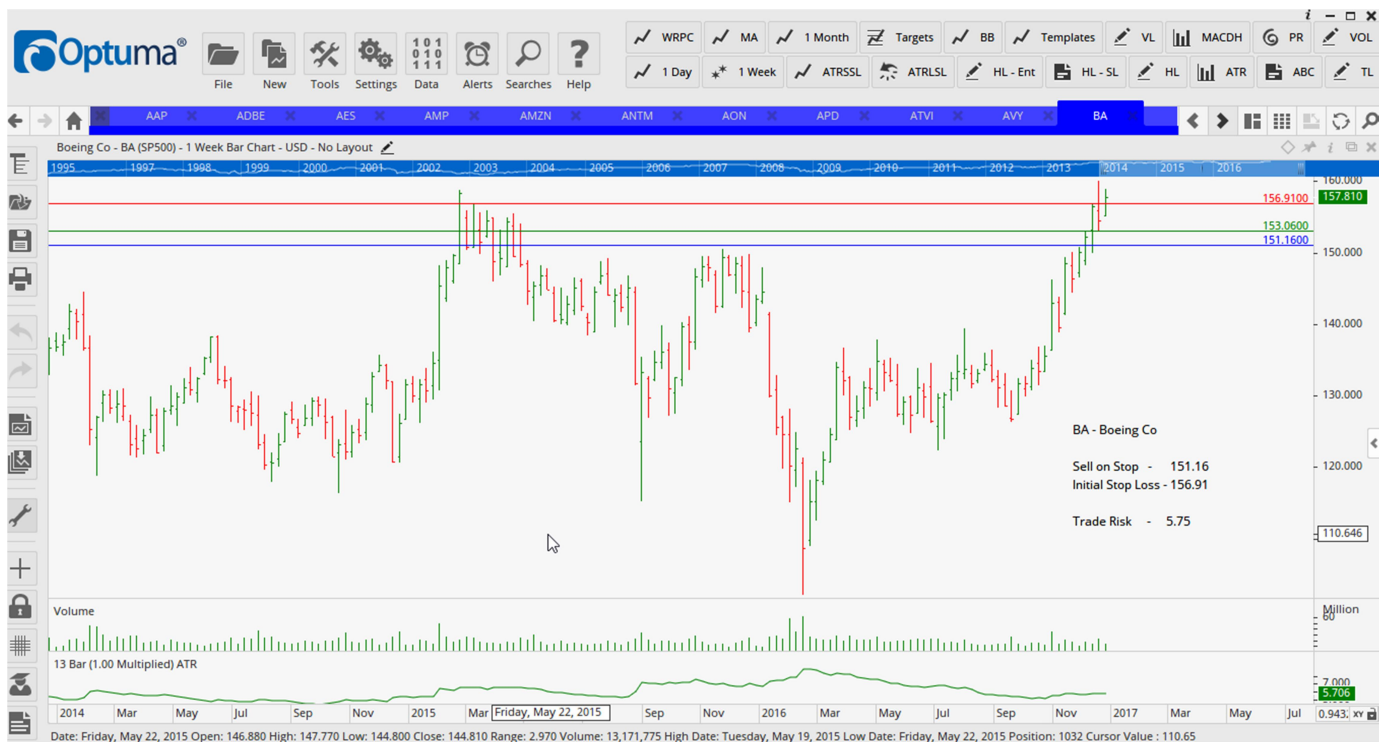 Optuma®
File
New
Tools
Settings
101 010 111
Data
Alerts
Searches
?
Help
WRPC
MA
1 Month
Targets
BB
Templates
VL
MACDH
PR
VOL
1 Day
1 Week
ATRSSL
ATRLSL
HL - Ent
HL - SL
HL
ATR
ABC
TL
AAP
ADBE
AES
AMP
AMZN
ANTM
AON
APD
ATVI
AVY
BA
Boeing Co - BA (SP500) - 1 Week Bar Chart - USD - No Layout
1995 1997 1998 1999 2000 2001 2002 2003 2004 2005 2006 2007 2008 2009 2010 2011 2012 2013 2014 2015 2016
160.000
156.9100
157.810
153.0600
151.1600
150.000
140.000
130.000
BA - Boeing Co
120.000
Sell on Stop - 151.16
Initial Stop Loss - 156.91
Trade Risk - 5.75
110.646
Volume
Million
60
13 Bar (1.00 Multiplied) ATR
7.000
5.706
2014 Mar May Jul Sep Nov 2015 Mar Friday, May 22, 2015 Sep Nov 2016 Mar May Jul Sep Nov 2017 Mar May Jul
XY
Date: Friday, May 22, 2015 Open: 146.880 High: 147.770 Low: 144.800 Close: 144.810 Range: 2.970 Volume: 13,171,775 High Date: Tuesday, May 19, 2015 Low Date: Friday, May 22, 2015 Position: 1032 Cursor Value : 110.65